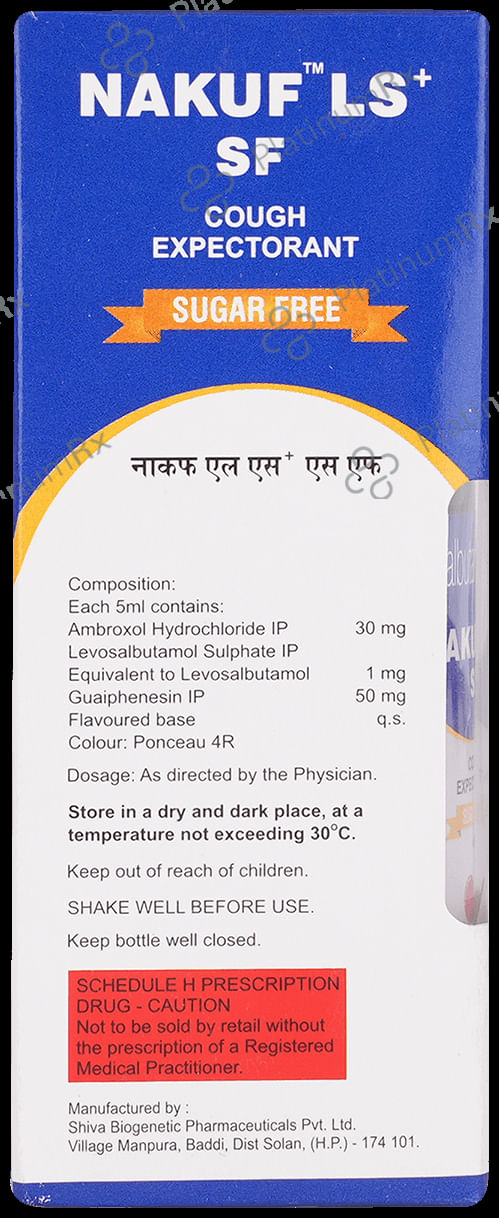 NAKUF™ LS+
SF
COUGH
EXPECTORANT
SUGAR FREE
नाकफ एल एस+ एस एफ
Composition:
Each 5ml contains:
Ambroxol Hydrochloride IP 30 mg
Levosalbutamol Sulphate IP
Equivalent to Levosalbutamol 1 mg
Guaiphenesin IP 50 mg
Flavoured base q.s.
Colour: Ponceau 4R
Dosage: As directed by the Physician.
Store in a dry and dark place, at a
temperature not exceeding 30°C.
Keep out of reach of children.
SHAKE WELL BEFORE USE.
Keep bottle well closed.
SCHEDULE H PRESCRIPTION
DRUG - CAUTION
Not to be sold by retail without
the prescription of a Registered
Medical Practitioner.
Manufactured by :
Shiva Biogenetic Pharmaceuticals Pvt. Ltd.
Village Manpura, Baddi, Dist Solan, (H.P.) - 174 101.
PlatinumRx
PlatinumRx
PlatinumRx
PlatinumRx